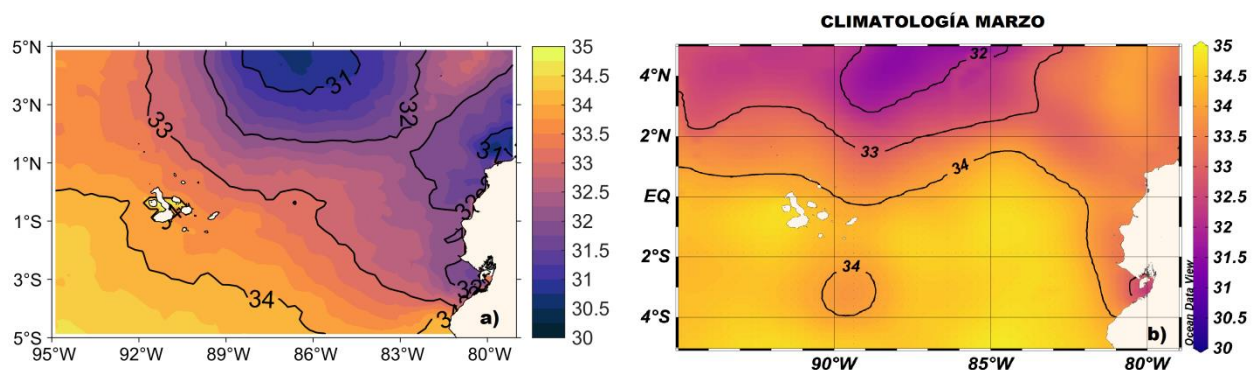 CLIMATOLOGÍA MARZO
5°N
3°N
1°N
1°S
3°S
5°S
95°W
92°W
89°W
86°W
83°W
80°W
31
32
33
34
a)
35
34.5
34
33.5
33
32.5
32
31.5
31
30.5
30
4°N
2°N
EQ
2°S
4°S
90°W
85°W
80°W
32
33
34
34
b)
Ocean Data View
35
34.5
34
33.5
33
32.5
32
31.5
31
30.5
30